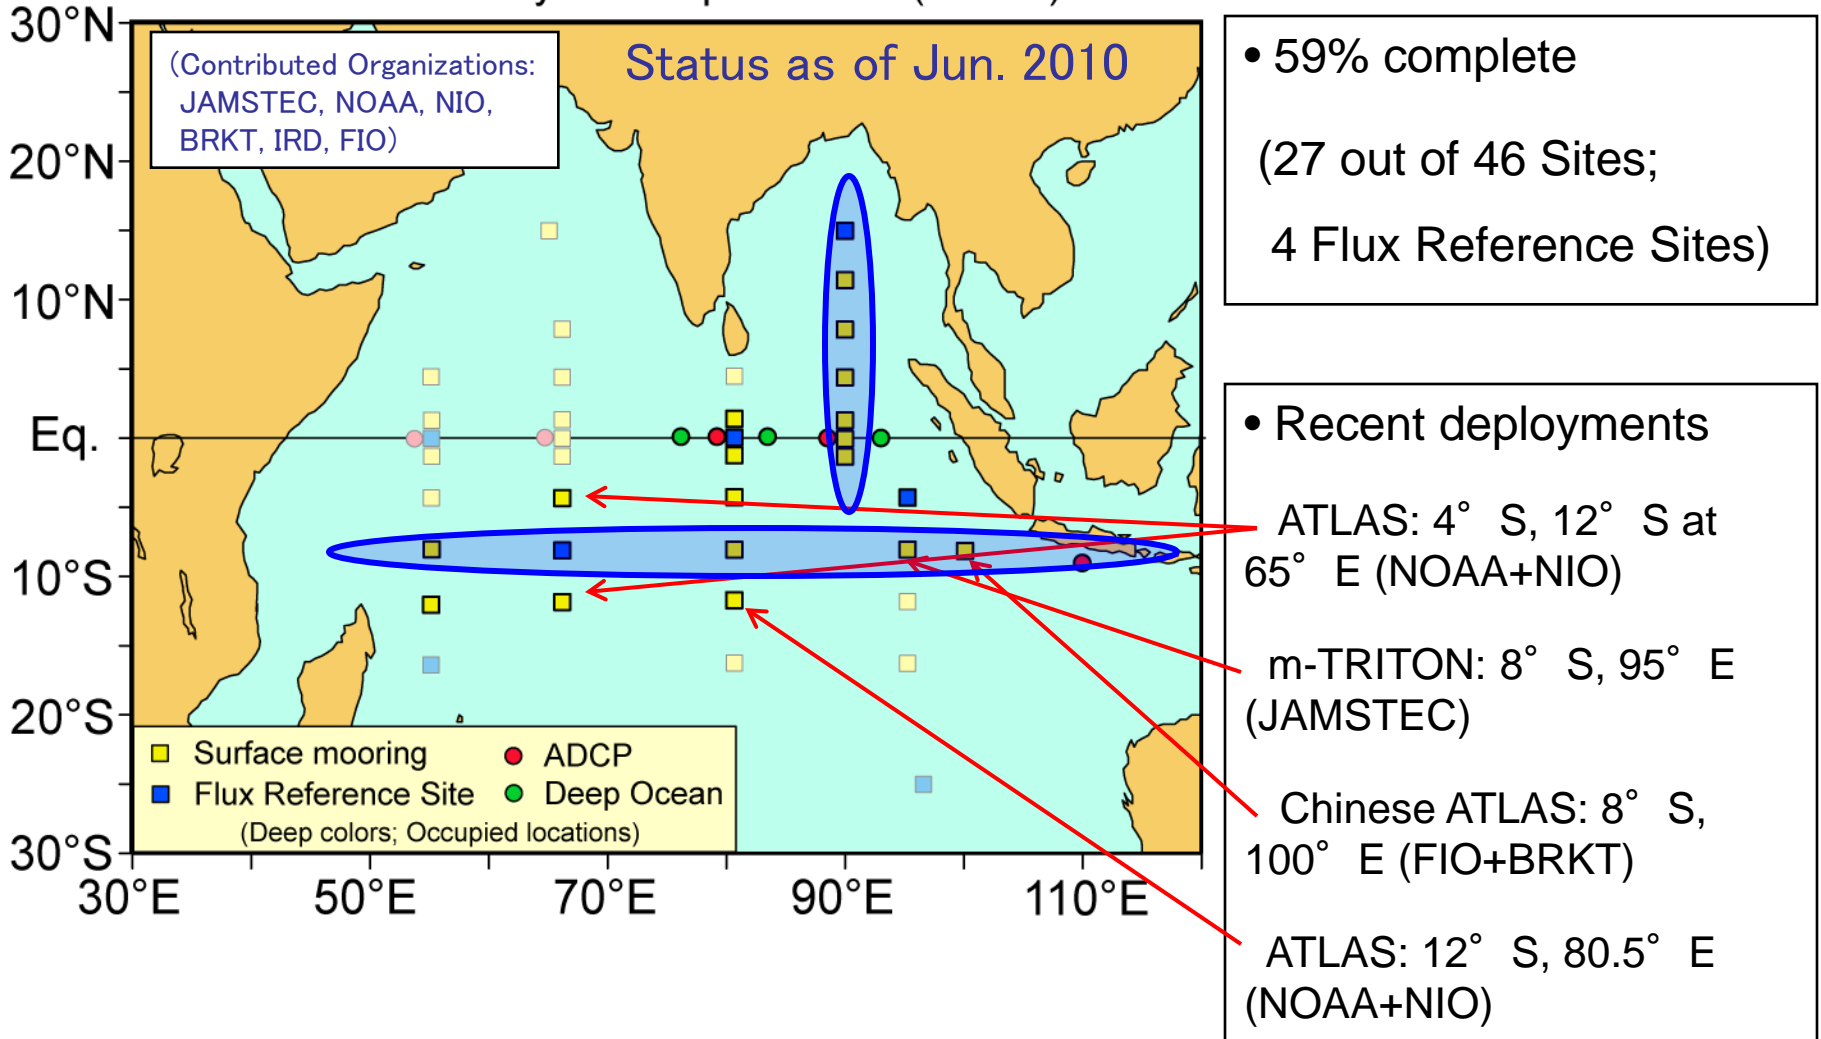 30°N
20°N
10°N
Eq.
10°S
20°S
30°S
30°E
50°E
70°E
90°E
110°E
(Contributed Organizations:
JAMSTEC, NOAA, NIO,
BRKT, IRD, FIO)
Status as of Jun. 2010
Surface mooring
ADCP
Flux Reference Site
Deep Ocean
(Deep colors; Occupied locations)
• 59% complete
(27 out of 46 Sites;
4 Flux Reference Sites)
• Recent deployments
ATLAS: 4° S, 12° S at
65° E (NOAA+NIO)
m-TRITON: 8° S, 95° E
(JAMSTEC)
Chinese ATLAS: 8° S,
100° E (FIO+BRKT)
ATLAS: 12° S, 80.5° E
(NOAA+NIO)